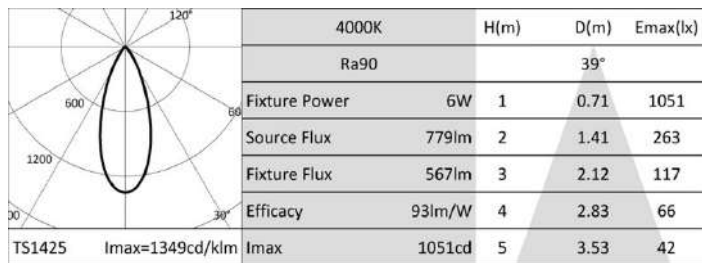 120°
600
60
1200
00
30°
TS1425 Imax=1349cd/klm
4000K H(m) D(m) Emax(lx)
Ra90 39°
Fixture Power 6W 1 0.71 1051
Source Flux 779lm 2 1.41 263
Fixture Flux 567lm 3 2.12 117
Efficacy 93lm/W 4 2.83 66
Imax 1051cd 5 3.53 42